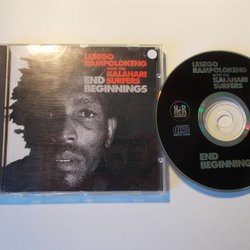 LESEGO
RAMPOLOKENG
WITH THE
KALAHARI
SURFERS
END
BEGINNINGS
LESEGO
RAMPOLOKENG
WITH THE
KALAHARI
SURFERS
END
BEGINNINGS